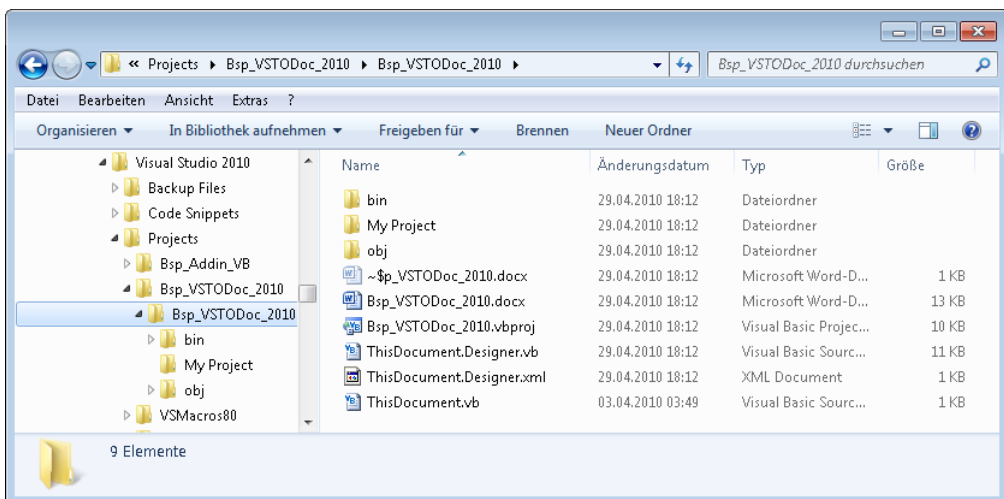 « Projects ▸ Bsp_VSTODoc_2010 ▸ Bsp_VSTODoc_2010 ▸ Bsp_VSTODoc_2010 durchsuchen
Datei Bearbeiten Ansicht Extras ?
Organisieren In Bibliothek aufnehmen Freigeben für Brennen Neuer Ordner
Visual Studio 2010
Backup Files
Code Snippets
Projects
Bsp_Addin_VB
Bsp_VSTODoc_2010
Bsp_VSTODoc_2010
bin
My Project
obj
VSMacros80
Name Änderungsdatum Typ Größe
bin 29.04.2010 18:12 Dateiordner
My Project 29.04.2010 18:12 Dateiordner
obj 29.04.2010 18:12 Dateiordner
~$p_VSTODoc_2010.docx 29.04.2010 18:12 Microsoft Word-D... 1 KB
Bsp_VSTODoc_2010.docx 29.04.2010 18:12 Microsoft Word-D... 13 KB
Bsp_VSTODoc_2010.vbproj 29.04.2010 18:12 Visual Basic Projec... 10 KB
ThisDocument.Designer.vb 29.04.2010 18:12 Visual Basic Sourc... 11 KB
ThisDocument.Designer.xml 29.04.2010 18:12 XML Document 1 KB
ThisDocument.vb 03.04.2010 03:49 Visual Basic Sourc... 1 KB
9 Elemente